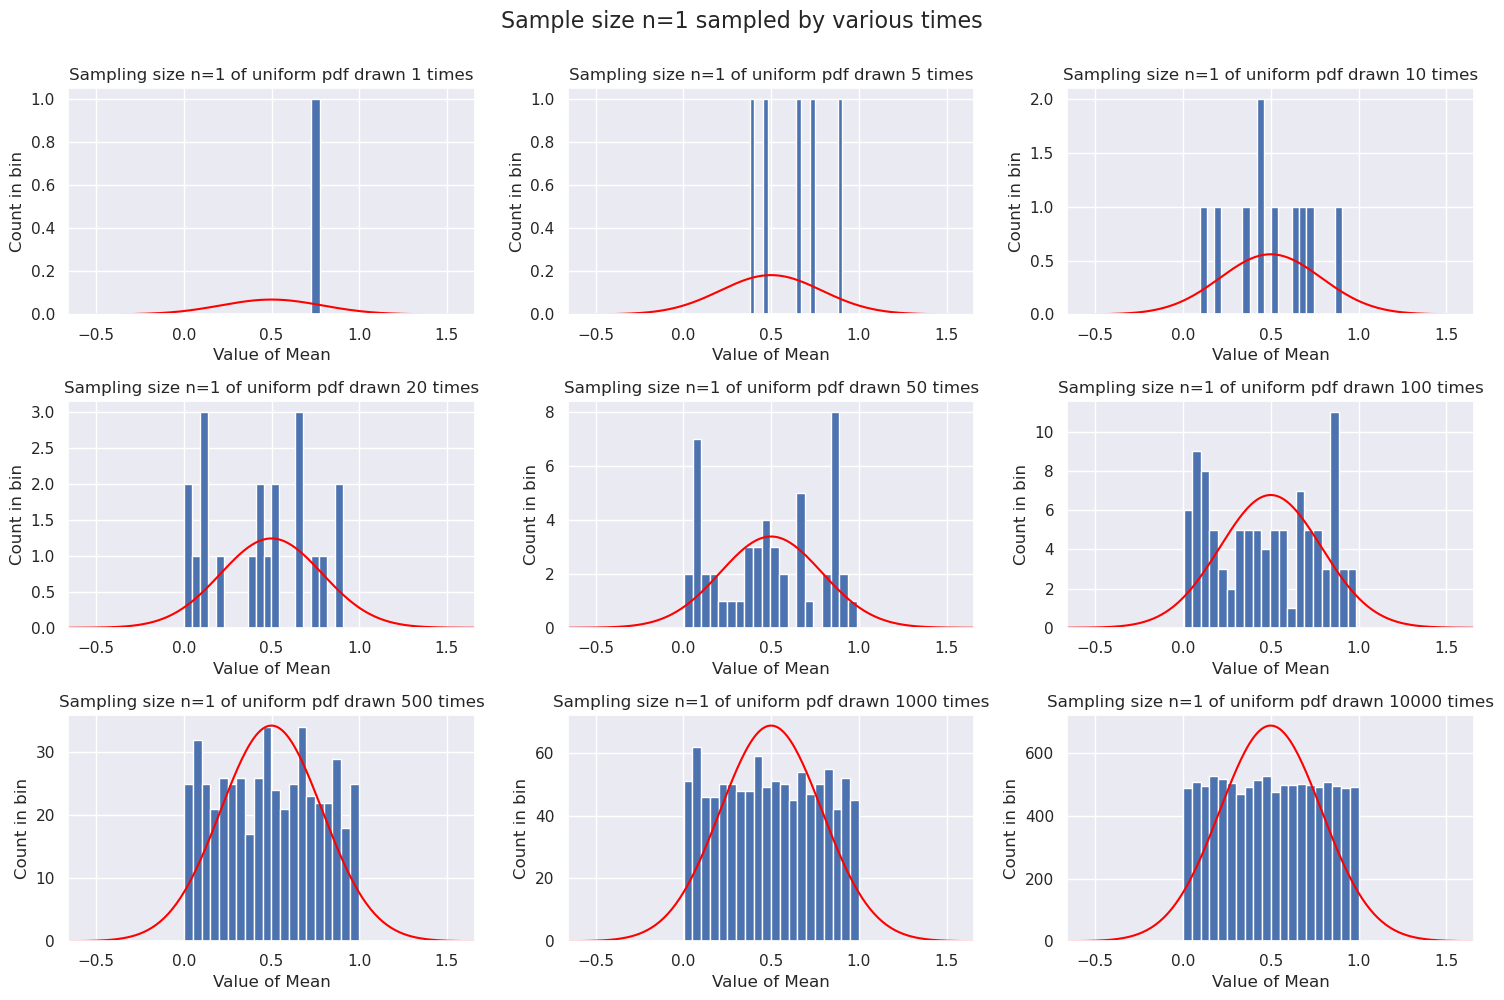 Sample size n=1 sampled by various times
Sampling size n=1 of uniform pdf drawn 1 times
1.0
0.8
0.6
0.4
0.2
0.0
Count in bin
−0.5 0.0 0.5 1.0 1.5
Value of Mean
Sampling size n=1 of uniform pdf drawn 5 times
1.0
0.8
0.6
0.4
0.2
0.0
Count in bin
−0.5 0.0 0.5 1.0 1.5
Value of Mean
Sampling size n=1 of uniform pdf drawn 10 times
2.0
1.5
1.0
0.5
0.0
Count in bin
−0.5 0.0 0.5 1.0 1.5
Value of Mean
Sampling size n=1 of uniform pdf drawn 20 times
3.0
2.5
2.0
1.5
1.0
0.5
0.0
Count in bin
−0.5 0.0 0.5 1.0 1.5
Value of Mean
Sampling size n=1 of uniform pdf drawn 50 times
8
6
4
2
0
Count in bin
−0.5 0.0 0.5 1.0 1.5
Value of Mean
Sampling size n=1 of uniform pdf drawn 100 times
10
8
6
4
2
0
Count in bin
−0.5 0.0 0.5 1.0 1.5
Value of Mean
Sampling size n=1 of uniform pdf drawn 500 times
30
20
10
0
Count in bin
−0.5 0.0 0.5 1.0 1.5
Value of Mean
Sampling size n=1 of uniform pdf drawn 1000 times
60
40
20
0
Count in bin
−0.5 0.0 0.5 1.0 1.5
Value of Mean
Sampling size n=1 of uniform pdf drawn 10000 times
600
400
200
0
Count in bin
−0.5 0.0 0.5 1.0 1.5
Value of Mean